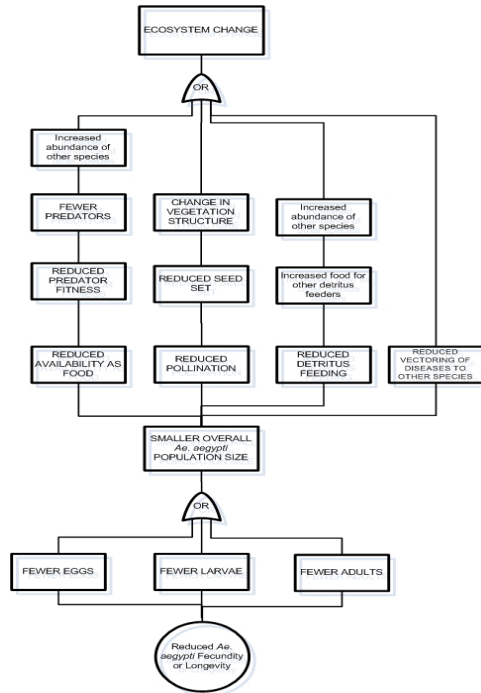 ECOSYSTEM CHANGE
OR
Increased
abundance of
other species
FEWER
PREDATORS
REDUCED
PREDATOR
FITNESS
REDUCED
AVAILABILITY AS
FOOD
CHANGE IN
VEGETATION
STRUCTURE
REDUCED SEED
SET
REDUCED
POLLINATION
Increased
abundance of
other species
Increased food for
other detritus
feeders
REDUCED
DETRITUS
FEEDING
REDUCED
VECTORING OF
DISEASES TO
OTHER SPECIES
SMALLER OVERALL
Ae. aegypti
POPULATION SIZE
OR
FEWER EGGS
FEWER LARVAE
FEWER ADULTS
Reduced Ae.
aegypti Fecundity
or Longevity